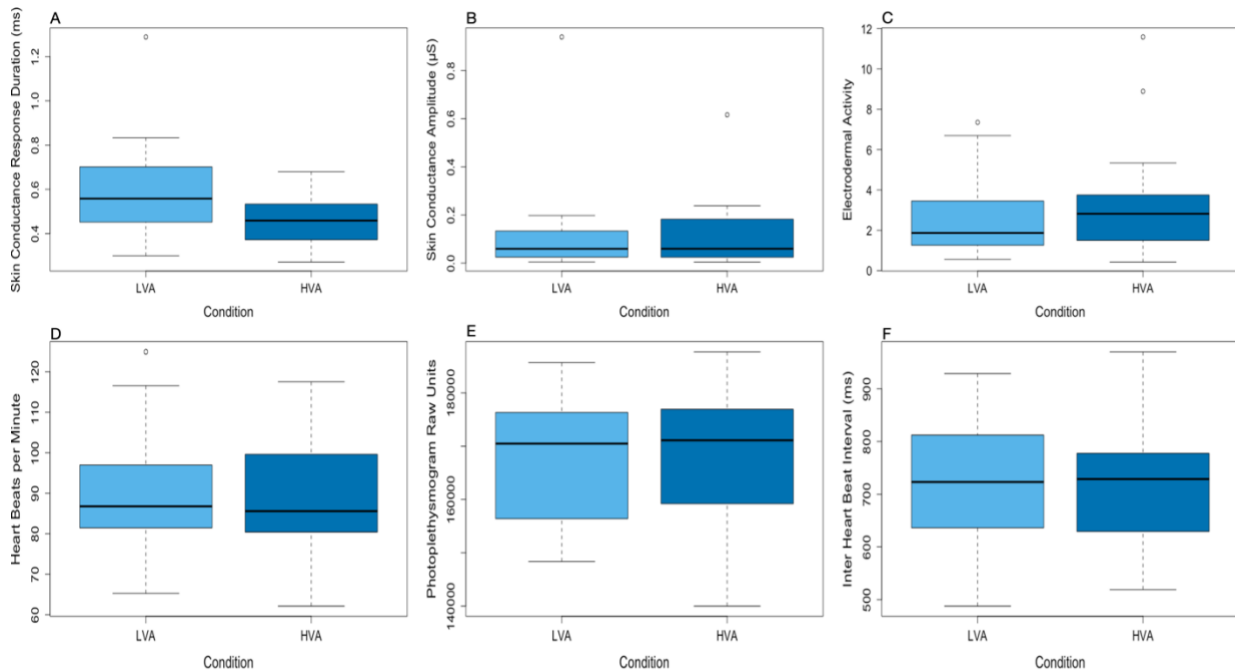 A
Skin Conductance Response Duration (ms)
1.2
1.0
0.8
0.6
0.4
LVA
HVA
Condition
B
Skin Conductance Amplitude (µS)
0.8
0.6
0.4
0.2
0.0
LVA
HVA
Condition
C
Electrodermal Activity
12
10
8
6
4
2
0
LVA
HVA
Condition
D
Heart Beats per Minute
120
110
100
90
80
70
60
LVA
HVA
Condition
E
Photoplethysmogram Raw Units
180000
160000
140000
LVA
HVA
Condition
F
Inter Heart Beat Interval (ms)
900
800
700
600
500
LVA
HVA
Condition